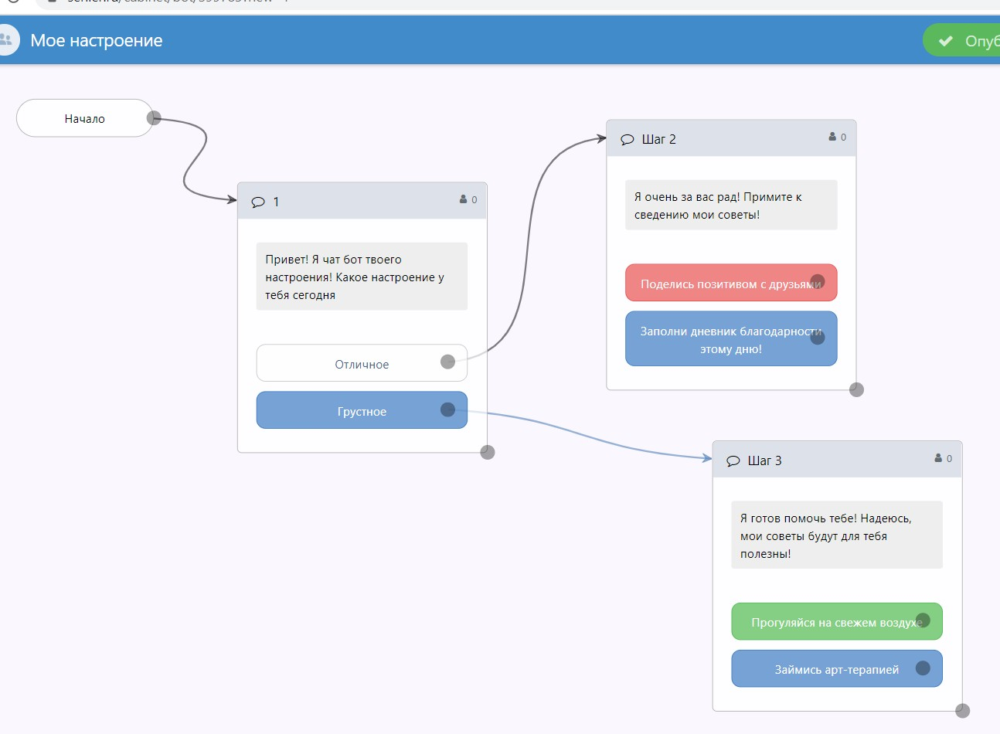 Мое настроение
Начало
1
0
Привет! Я чат бот твоего
настроения! Какое настроение у
тебя сегодня
Отличное
Грустное
Шаг 2
0
Я очень за вас рад! Примите к
сведению мои советы!
Поделись позитивом с друзьями
Заполни дневник благодарности
этому дню!
Шаг 3
0
Я готов помочь тебе! Надеюсь,
мои советы будут для тебя
полезны!
Прогуляйся на свежем воздухе
Займись арт-терапией